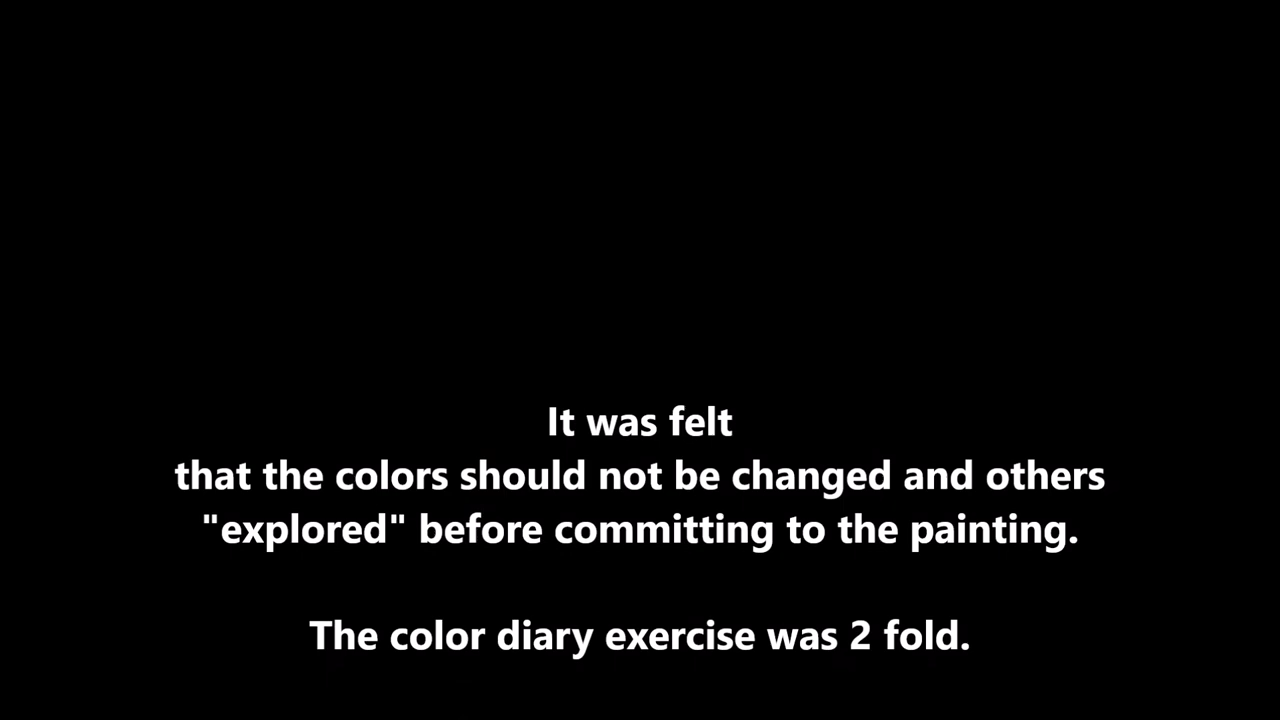 It was felt
that the colors should not be changed and others
"explored" before committing to the painting.
The color diary exercise was 2 fold.